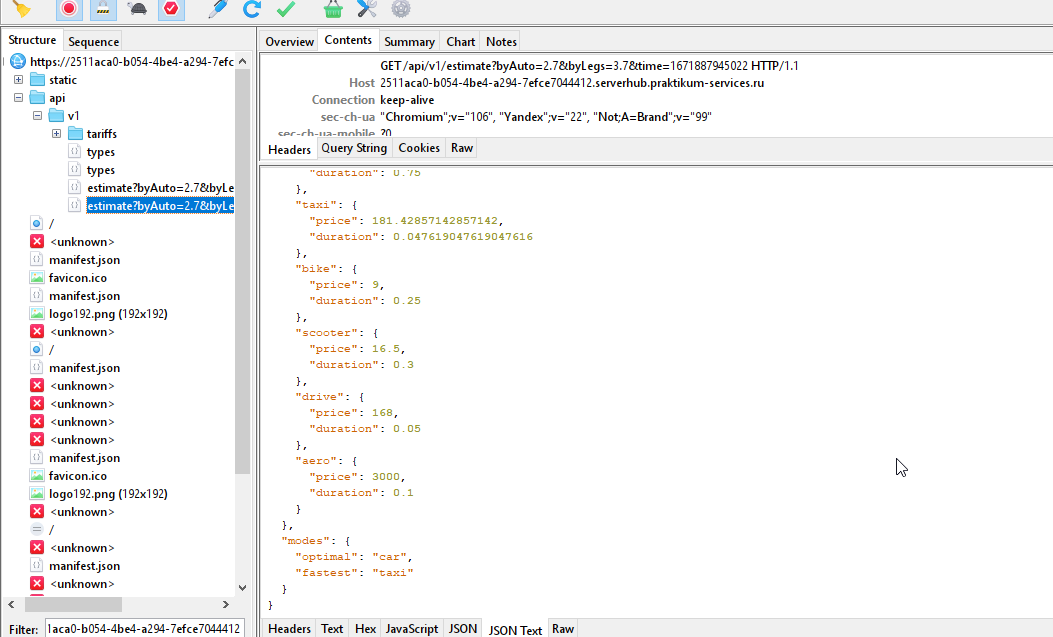 Structure
Sequence
https://2511aca0-b054-4be4-a294-7efc
static
api
v1
tariffs
types
types
estimate?byAuto=2.7&byLe
estimate?byAuto=2.7&byLe
/
<unknown>
manifest.json
favicon.ico
manifest.json
logo192.png (192x192)
<unknown>
/
manifest.json
<unknown>
<unknown>
<unknown>
<unknown>
manifest.json
favicon.ico
logo192.png (192x192)
<unknown>
/
<unknown>
manifest.json
<unknown>
Filter: 1aca0-b054-4be4-a294-7efce7044412
Overview Contents Summary Chart Notes
GET /api/v1/estimate?byAuto=2.7&byLegs=3.7&time=1671887945022 HTTP/1.1
Host 2511aca0-b054-4be4-a294-7efce7044412.serverhub.praktikum-services.ru
Connection keep-alive
sec-ch-ua "Chromium";v="106", "Yandex";v="22", "Not;A=Brand";v="99"
sec-ch-ua-mobile ?0
Headers Query String Cookies Raw
"duration": 0.75
},
"taxi": {
"price": 181.42857142857142,
"duration": 0.047619047619047616
},
"bike": {
"price": 9,
"duration": 0.25
},
"scooter": {
"price": 16.5,
"duration": 0.3
},
"drive": {
"price": 168,
"duration": 0.05
},
"aero": {
"price": 3000,
"duration": 0.1
}
},
"modes": {
"optimal": "car",
"fastest": "taxi"
}
}
Headers Text Hex JavaScript JSON JSON Text Raw